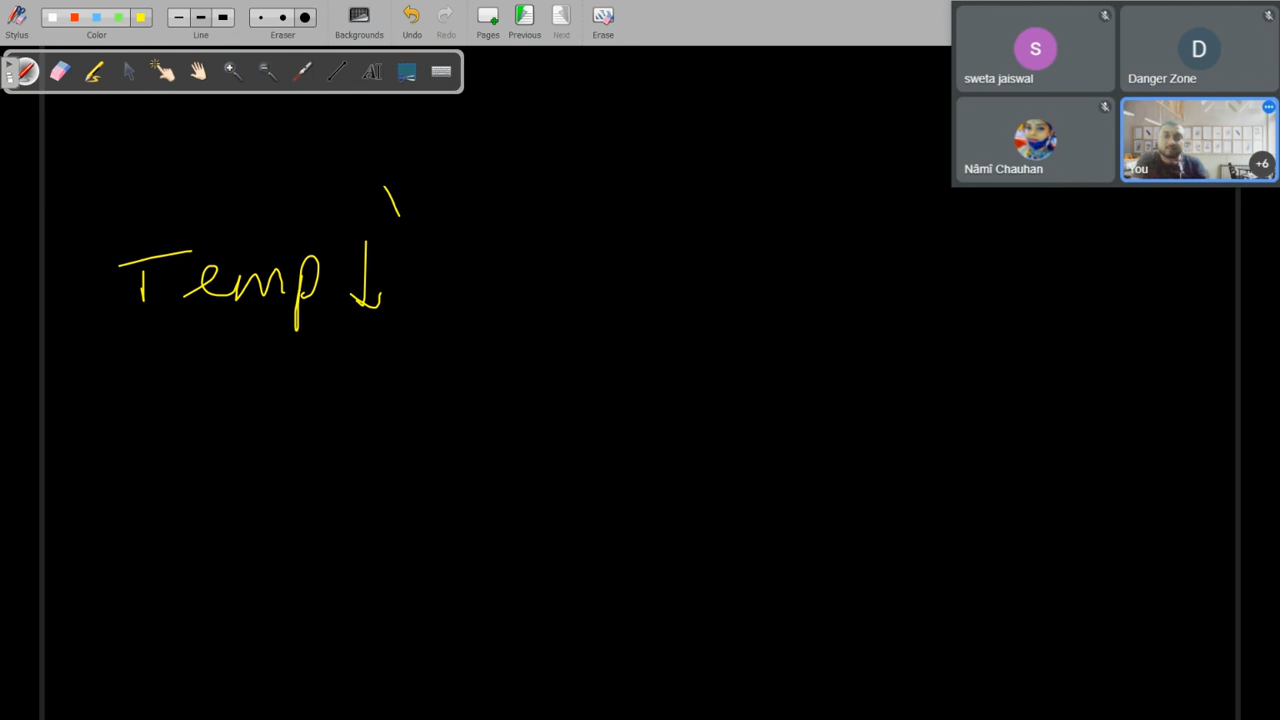 Stylus Color Line Eraser Backgrounds Undo Redo Pages Previous Next Erase
S
sweta jaiswal
D
Danger Zone
Nâmî Chauhan
You
+6
Temp ↓